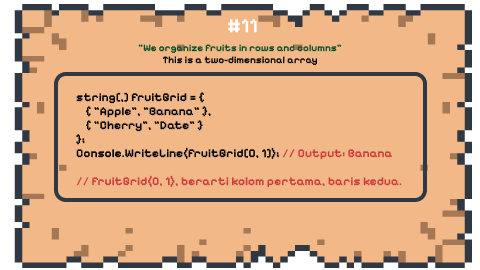 #11
"We organize fruits in rows and columns"
This is a two-dimensional array
string[,] fruitGrid = {
{ "Apple", "Banana" },
{ "Cherry", "Date" }
};
Console.WriteLine(fruitGrid[0, 1]); // Output: Banana
// fruitGrid(0, 1), berarti kolom pertama, baris kedua.